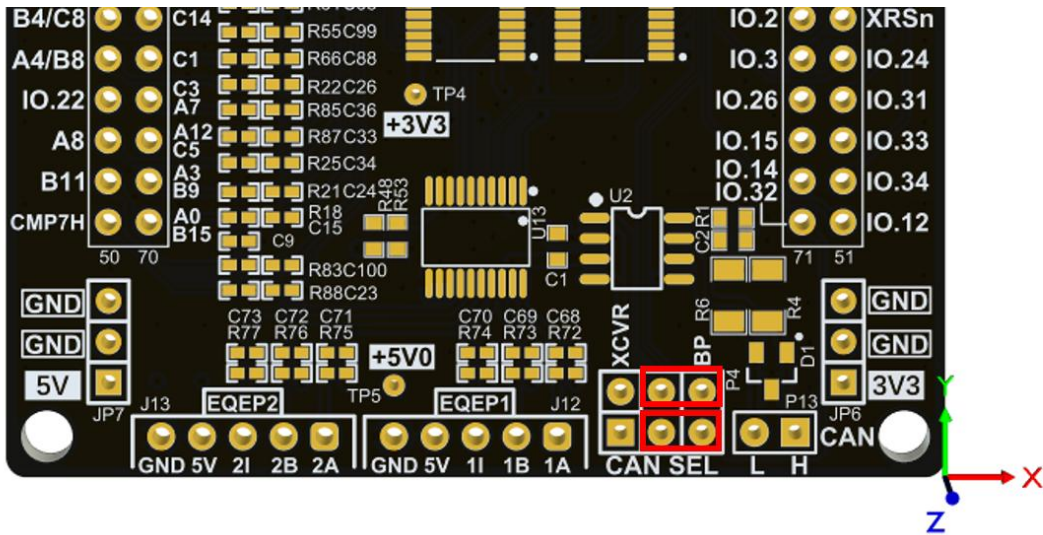 B4/C8 C14 R55C99 IO.2 XRSn
A4/B8 C1 R66C88 IO.3 IO.24
IO.22 C3 A7 R22C26 TP4 IO.26 IO.31
R85C36 +3V3
A8 A12 C5 R87C33 IO.15 IO.33
R25C34 IO.14
B11 A3 B9 R21C24 R48 R53 U2 IO.32 IO.34
CMP7H A0 B15 R18 C15 U13 C2 R1 IO.12
50 70 C9 C1 71 51
R83C100
R88C23
GND C73 C72 C71 C70 C69 C68 R6 R4 GND
R77 R76 R75 R74 R73 R72
GND +5V0 XCVR BP D1 GND
5V TP5 P4 3V3
JP7 J13 EQEP2 EQEP1 J12 P13 JP6
CAN
GND 5V 2I 2B 2A GND 5V 1I 1B 1A CAN SEL L H
Y
X
Z